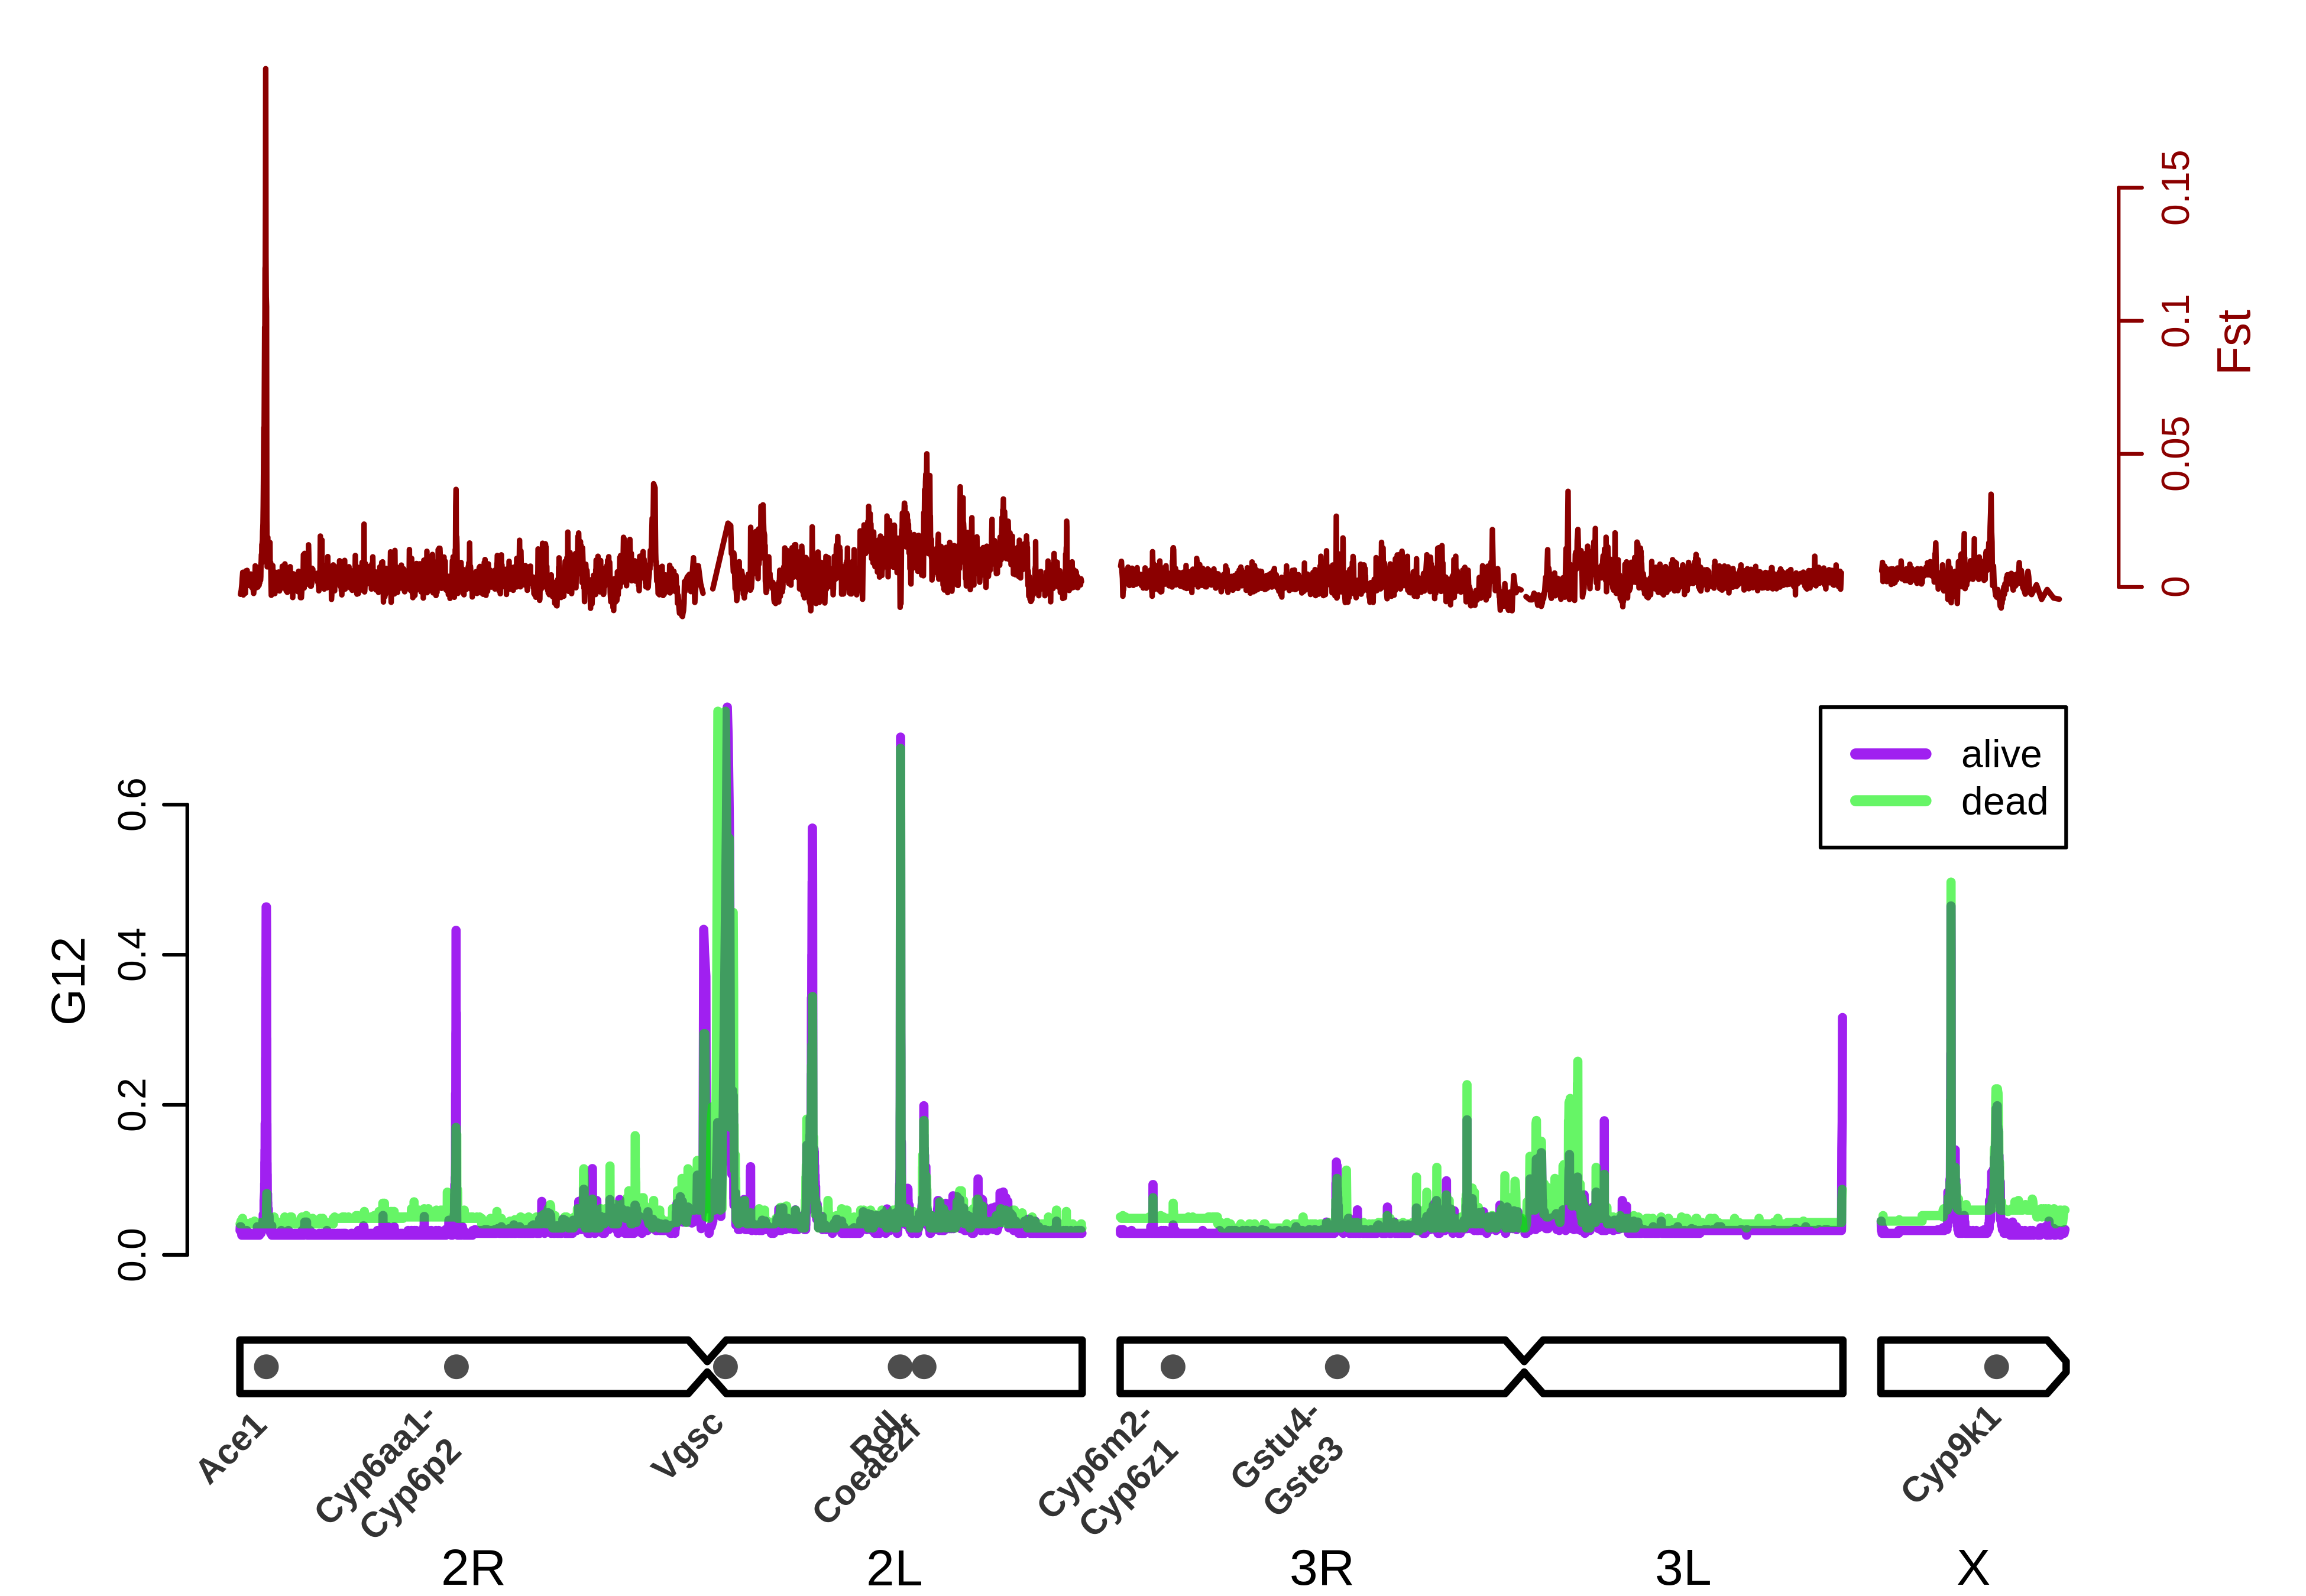 0.15
0.1
0.05
0
Fst
alive
dead
0.6
0.4
0.2
0.0
G12
Ace1
Cyp6aa1-
Cyp6p2
Vgsc
Rdl
Coeae2f
Cyp6m2-
Cyp6z1
Gstu4-
Gste3
Cyp9k1
2R
2L
3R
3L
X